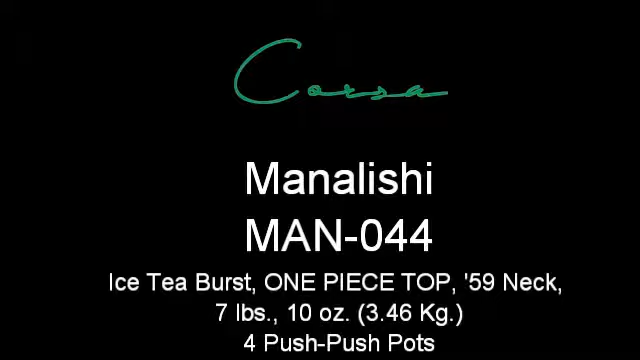 Corsa
Manalishi
MAN-044
Ice Tea Burst, ONE PIECE TOP, '59 Neck,
7 lbs., 10 oz. (3.46 Kg.)
4 Push-Push Pots